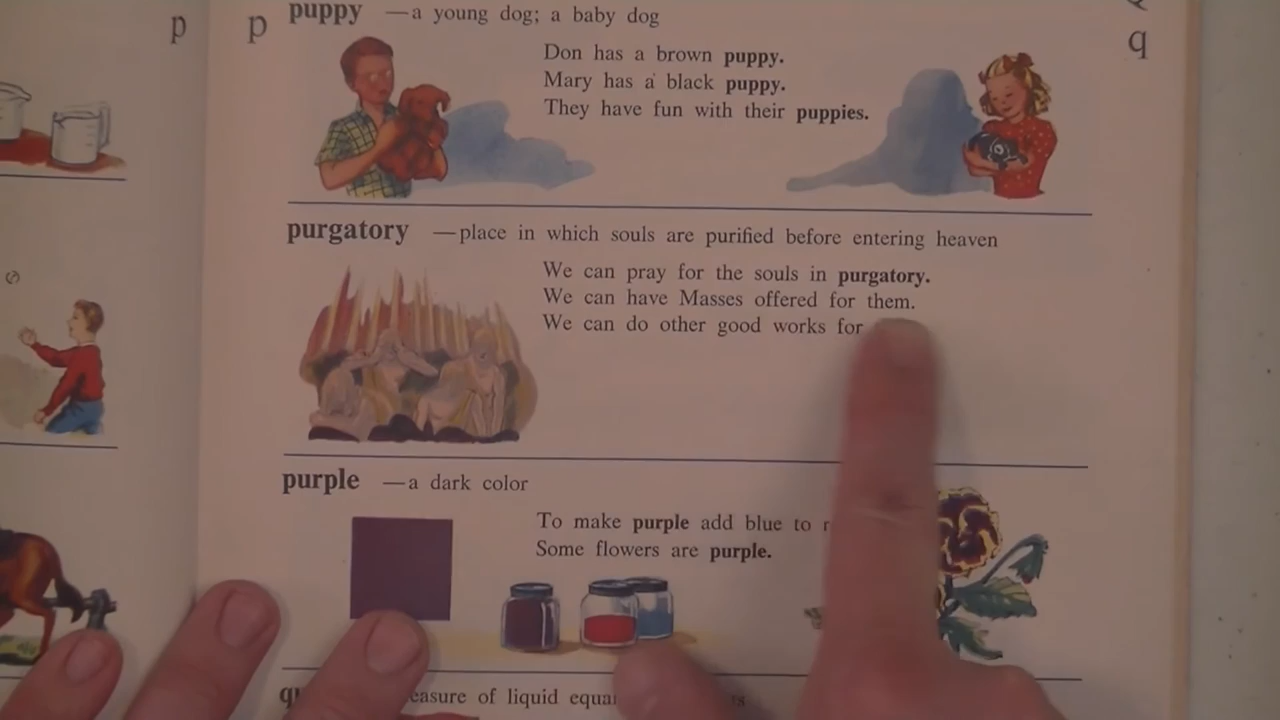 p
p
puppy —a young dog; a baby dog
q
Don has a brown puppy.
Mary has a black puppy.
They have fun with their puppies.
purgatory —place in which souls are purified before entering heaven
We can pray for the souls in purgatory.
We can have Masses offered for them.
We can do other good works for
purple —a dark color
To make purple add blue to
Some flowers are purple.
of liquid